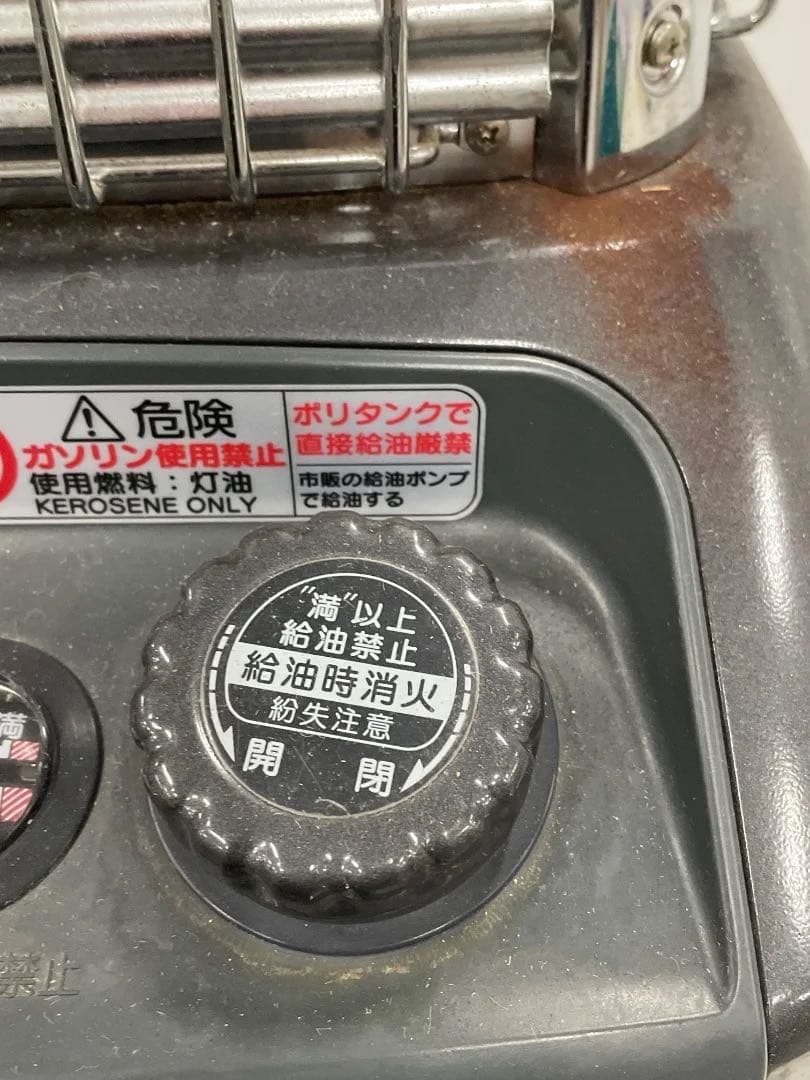 危険
ガソリン使用禁止
使用燃料：灯油
KEROSENE ONLY
ポリタンクで
直接給油厳禁
市販の給油ポンプ
で給油する
"満"以上
給油禁止
給油時消火
紛失注意
開 閉
満
禁止